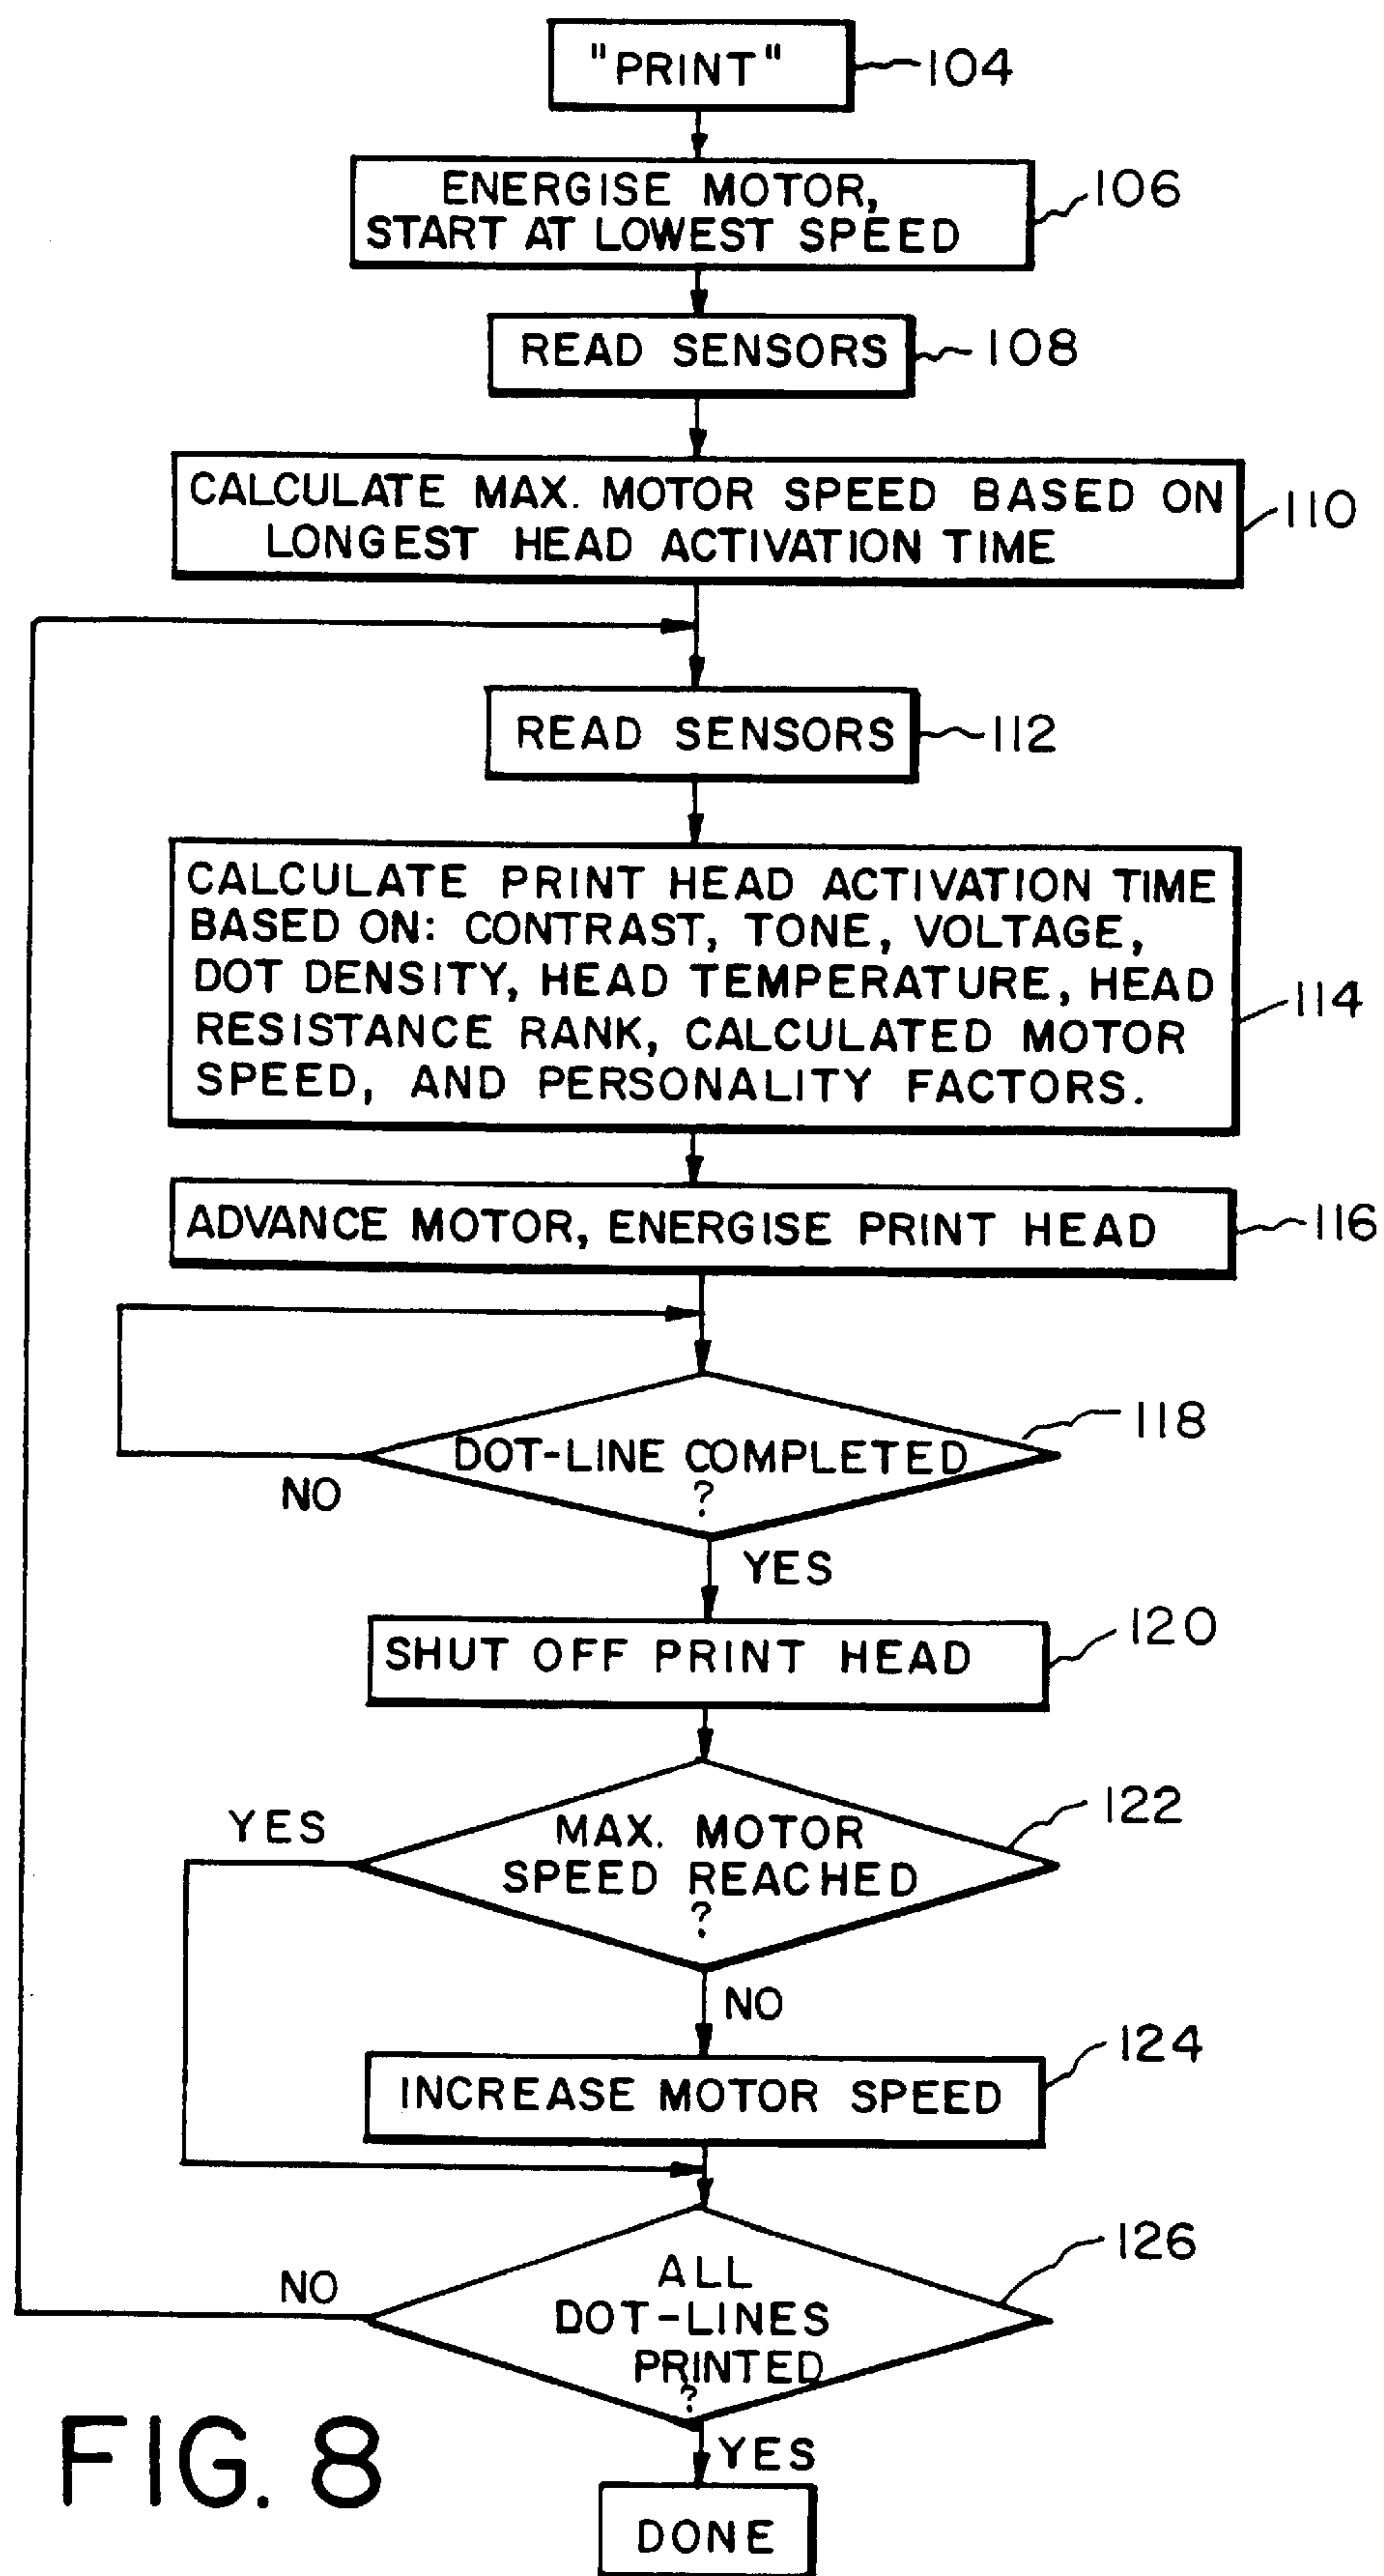 "PRINT"
104
ENERGISE MOTOR,
START AT LOWEST SPEED
106
READ SENSORS
108
CALCULATE MAX. MOTOR SPEED BASED ON
LONGEST HEAD ACTIVATION TIME
110
READ SENSORS
112
CALCULATE PRINT HEAD ACTIVATION TIME
BASED ON: CONTRAST, TONE, VOLTAGE,
DOT DENSITY, HEAD TEMPERATURE, HEAD
RESISTANCE RANK, CALCULATED MOTOR
SPEED, AND PERSONALITY FACTORS.
114
ADVANCE MOTOR, ENERGISE PRINT HEAD
116
DOT-LINE COMPLETED
?
118
NO
YES
SHUT OFF PRINT HEAD
120
MAX. MOTOR
SPEED REACHED
?
122
YES
NO
INCREASE MOTOR SPEED
124
ALL
DOT-LINES
PRINTED
?
126
NO
YES
DONE
FIG. 8